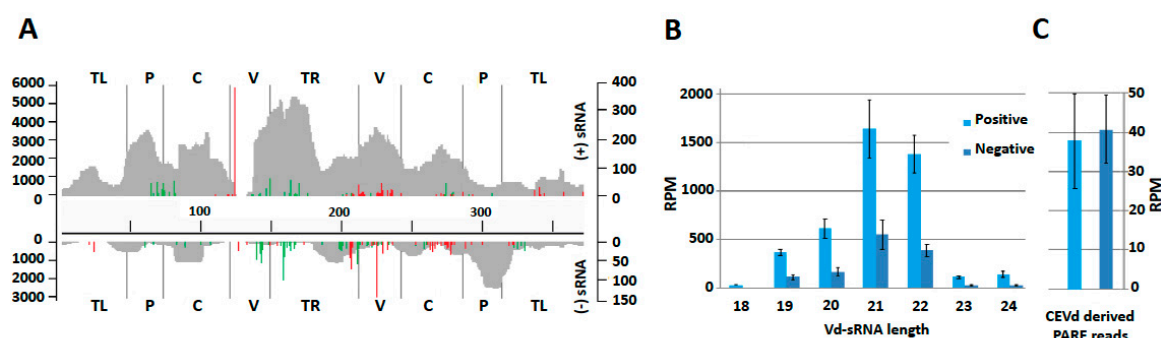 A
TL P C V TR V C P TL
6000
5000
4000
3000
2000
1000
0
400
300
200
100
0
(+) sRNA
100 200 300
0
1000
2000
3000
0
50
100
150
(-) sRNA
TL P C V TR V C P TL
B
RPM
2000
1500
1000
500
0
Positive
Negative
18 19 20 21 22 23 24
Vd-sRNA length
C
50
40
30
20
10
0
RPM
CEVd derived
PARE reads